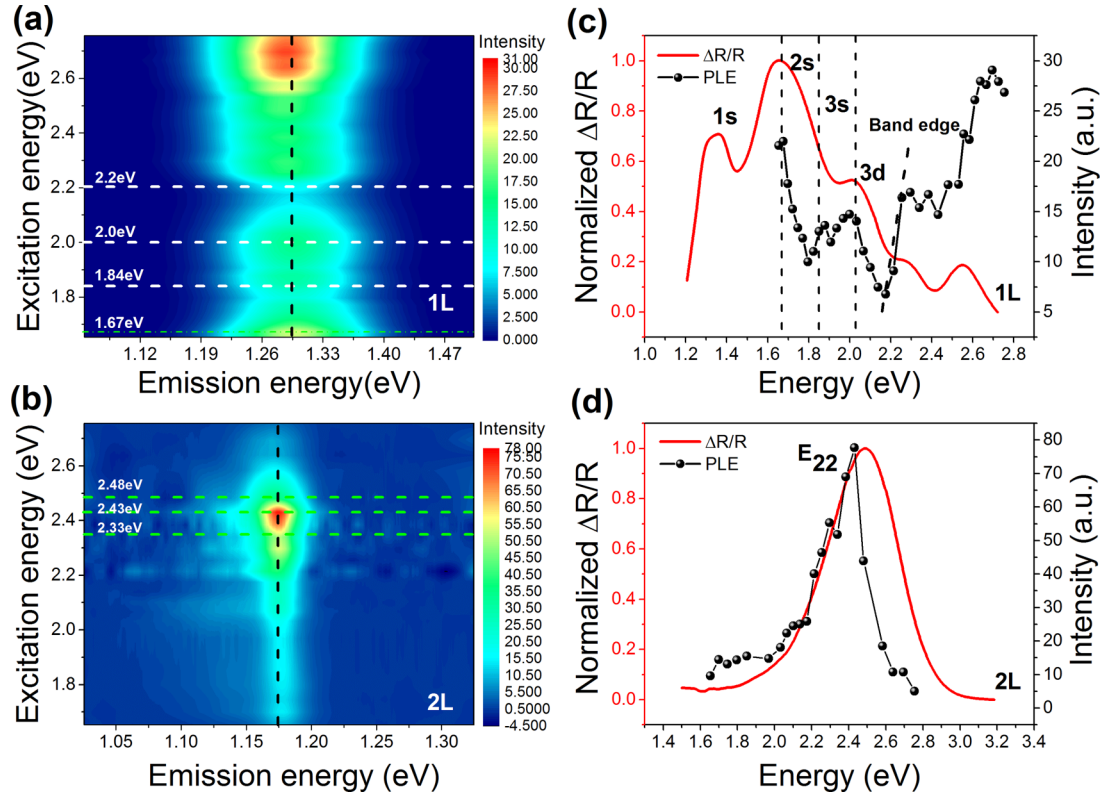 (a)
Excitation energy(eV)
2.6
2.4
2.2
2.0
1.8
2.2eV
2.0eV
1.84eV
1.67eV
1L
1.12 1.19 1.26 1.33 1.40 1.47
Emission energy(eV)
Intensity
31.00
30.00
27.50
25.00
22.50
20.00
17.50
15.00
12.50
10.00
7.500
5.000
2.500
0.000
(c)
Normalized ΔR/R
1.0
0.8
0.6
0.4
0.2
0.0
ΔR/R
PLE
1s
2s
3s
3d
Band edge
1L
30
25
20
15
10
5
Intensity (a.u.)
1.0 1.2 1.4 1.6 1.8 2.0 2.2 2.4 2.6 2.8
Energy (eV)
(b)
Excitation energy (eV)
2.6
2.4
2.2
2.0
1.8
2.48eV
2.43eV
2.33eV
2L
1.05 1.10 1.15 1.20 1.25 1.30
Emission energy (eV)
Intensity
78.00
75.50
65.50
60.50
55.50
50.50
45.50
40.50
35.50
30.50
25.50
20.50
15.50
10.50
5.500
0.5000
-4.500
(d)
Normalized ΔR/R
1.0
0.8
0.6
0.4
0.2
0.0
ΔR/R
PLE
E22
2L
80
70
60
50
40
30
20
10
0
Intensity (a.u.)
1.4 1.6 2.0 2.4 2.6 3.0 3.1 3.4
Energy (eV)